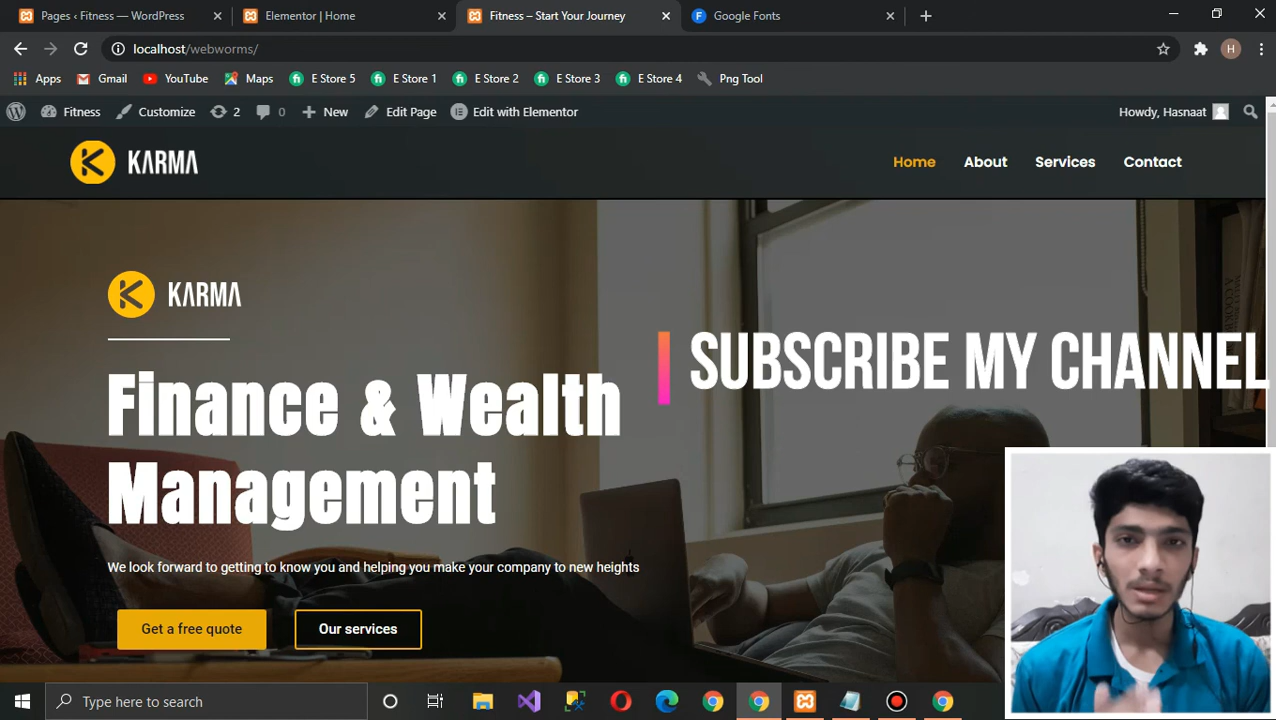 Pages ‹ Fitness — WordPress
Elementor | Home
Fitness – Start Your Journey
Google Fonts
localhost/webworms/
H
Apps
Gmail
YouTube
Maps
E Store 5
E Store 1
E Store 2
E Store 3
E Store 4
Png Tool
Fitness
Customize
2
0
New
Edit Page
Edit with Elementor
Howdy, Hasnaat
KARMA
Home
About
Services
Contact
KARMA
SUBSCRIBE MY CHANNEL
Finance & Wealth
Management
We look forward to getting to know you and helping you make your company to new heights
Get a free quote
Our services
Type here to search